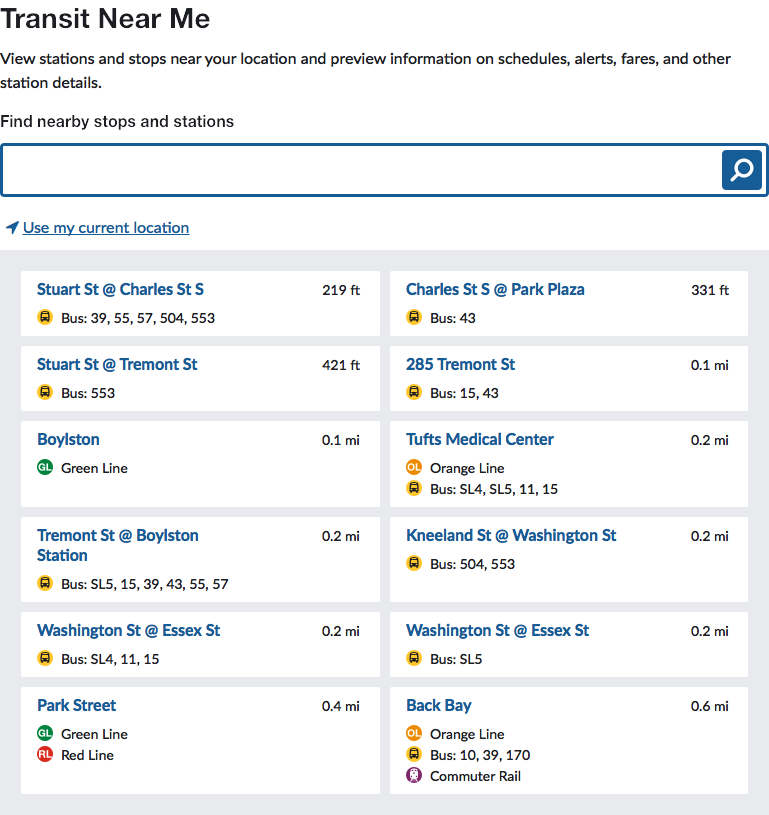 Transit Near Me
View stations and stops near your location and preview information on schedules, alerts, fares, and other
station details.
Find nearby stops and stations
Use my current location
Stuart St @ Charles St S 219 ft
Bus: 39, 55, 57, 504, 553
Charles St S @ Park Plaza 331 ft
Bus: 43
Stuart St @ Tremont St 421 ft
Bus: 553
285 Tremont St 0.1 mi
Bus: 15, 43
Boylston 0.1 mi
GL Green Line
Tufts Medical Center 0.2 mi
OL Orange Line
Bus: SL4, SL5, 11, 15
Tremont St @ Boylston 0.2 mi
Station
Bus: SL5, 15, 39, 43, 55, 57
Kneeland St @ Washington St 0.2 mi
Bus: 504, 553
Washington St @ Essex St 0.2 mi
Bus: SL4, 11, 15
Washington St @ Essex St 0.2 mi
Bus: SL5
Park Street 0.4 mi
GL Green Line
RL Red Line
Back Bay 0.6 mi
OL Orange Line
Bus: 10, 39, 170
Commuter Rail